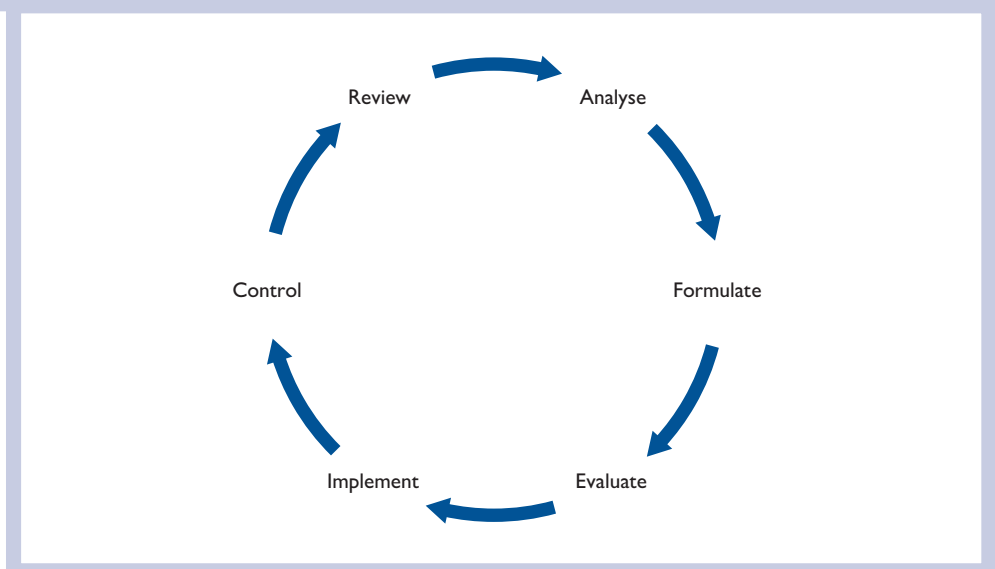 Review
Analyse
Control
Formulate
Implement
Evaluate